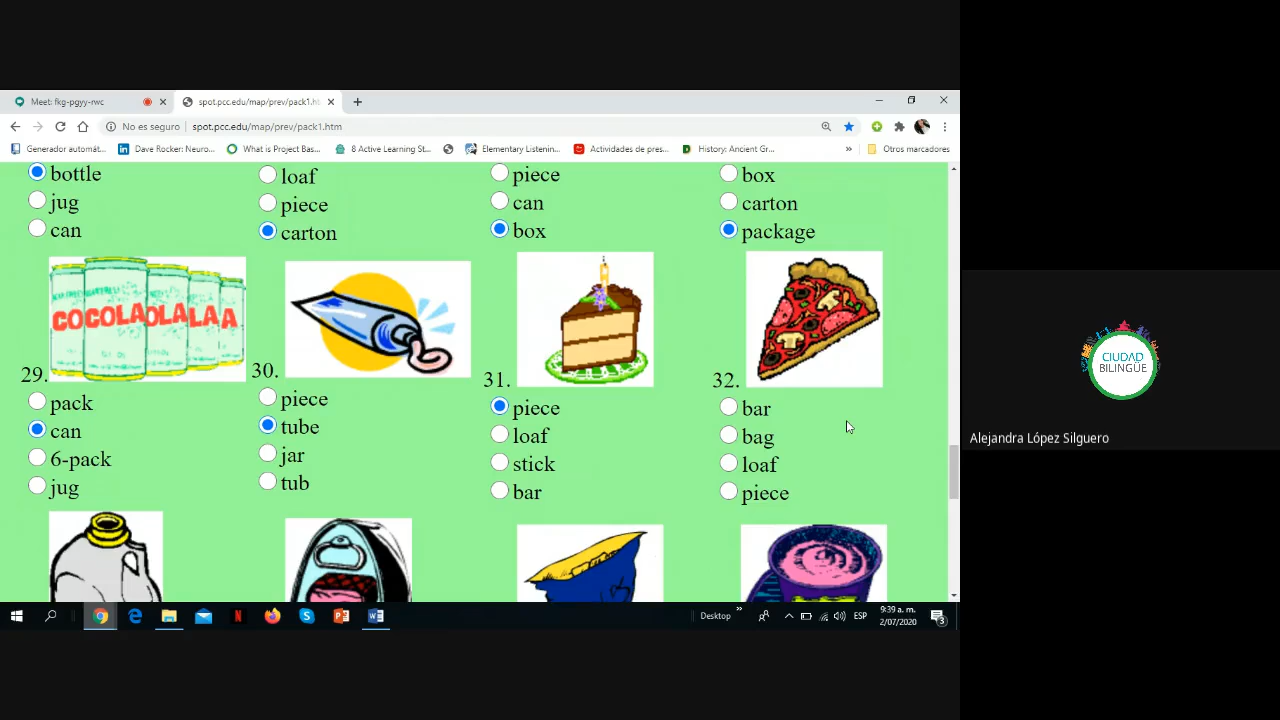 Meet: fkg-pgyy-rwc
spot.pcc.edu/map/prev/pack1.ht
No es seguro
spot.pcc.edu/map/prev/pack1.htm
Generador automát...
Dave Rocker: Neuro...
What is Project Bas...
8 Active Learning St...
Elementary Listenin...
Actividades de pres...
History: Ancient Gr...
»
Otros marcadores
bottle
jug
can
loaf
piece
carton
piece
can
box
box
carton
package
COCOLA OLA LA A
29.
pack
can
6-pack
jug
30.
piece
tube
jar
tub
31.
piece
loaf
stick
bar
32.
bar
bag
loaf
piece
Desktop
»
ESP
9:39 a. m.
2/07/2020
3
CIUDAD
BILINGÜE
Alejandra López Silguero